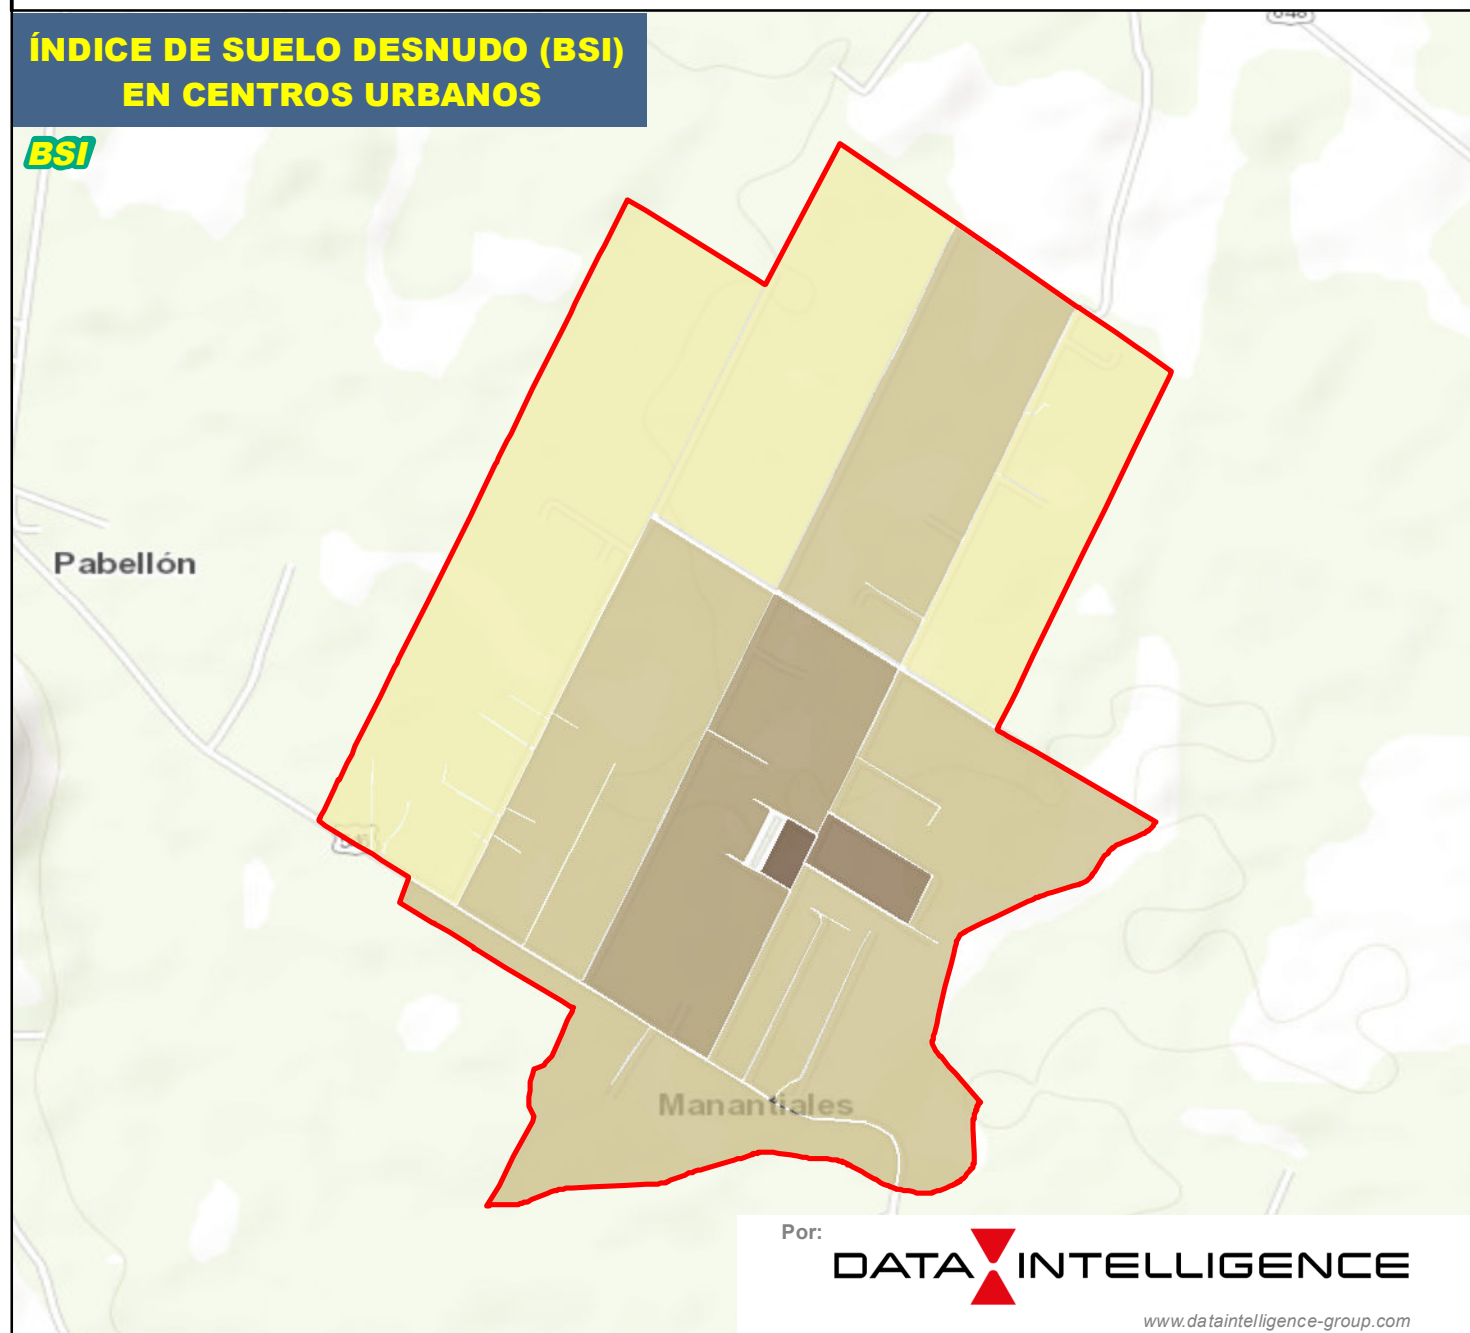 ÍNDICE DE SUELO DESNUDO (BSI)
EN CENTROS URBANOS
BSI
Pabellón
Manantiales
Por:
DATA INTELLIGENCE
www.dataintelligence-group.com